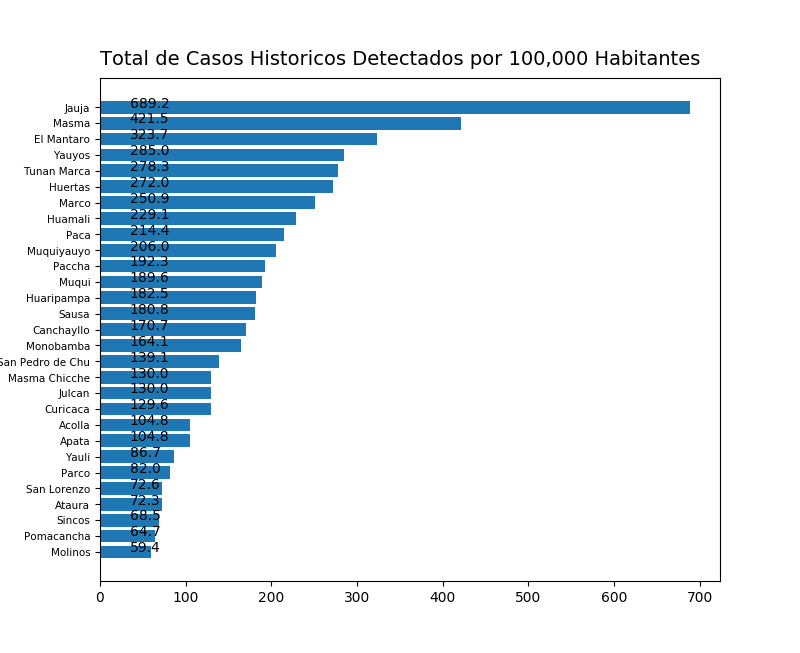 Total de Casos Historicos Detectados por 100,000 Habitantes
Jauja 689.2
Masma 421.5
El Mantaro 323.7
Yauyos 285.0
Tunan Marca 278.3
Huertas 272.0
Marco 250.9
Huamali 229.1
Paca 214.4
Muquiyauyo 206.0
Paccha 192.3
Muqui 189.6
Huaripampa 182.5
Sausa 180.8
Canchayllo 170.7
Monobamba 164.1
San Pedro de Chu 139.1
Masma Chicche 130.0
Julcan 130.0
Curicaca 129.6
Acolla 104.8
Apata 104.8
Yauli 86.7
Parco 82.0
San Lorenzo 72.6
Ataura 72.3
Sincos 68.5
Pomacancha 64.7
Molinos 59.4
0 100 200 300 400 500 600 700